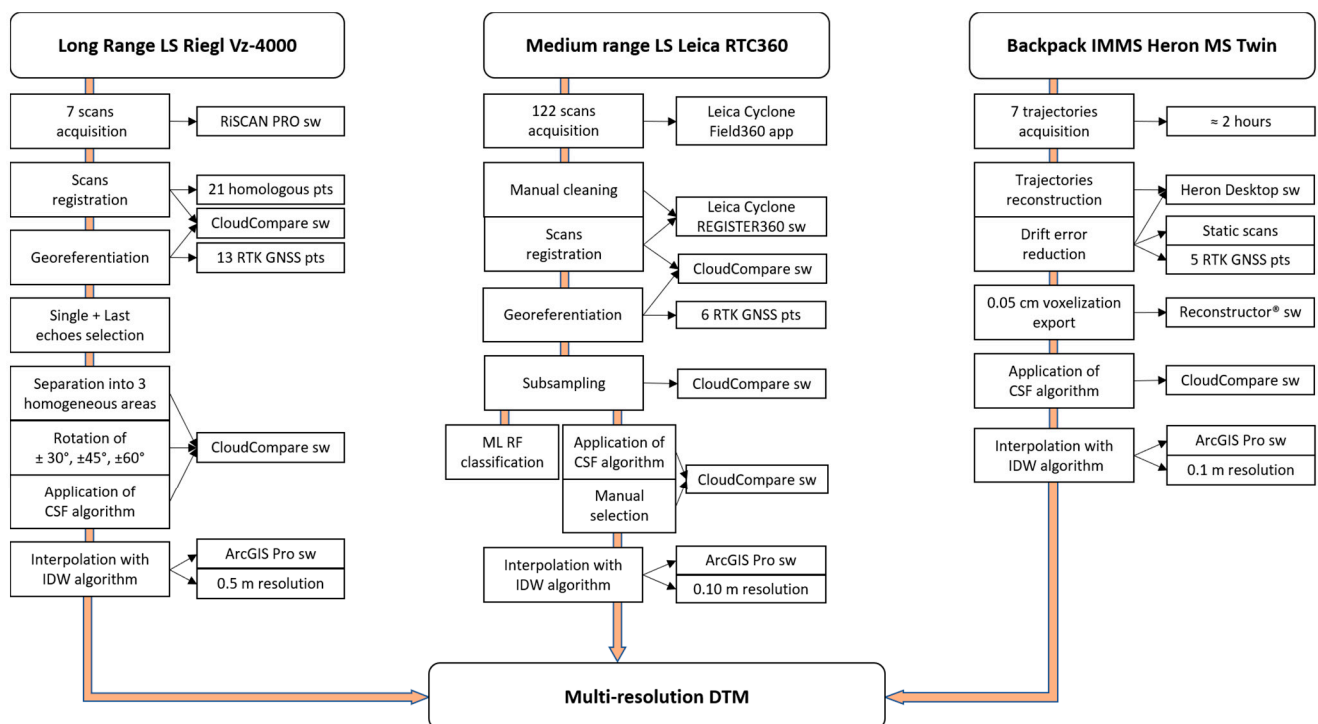 Long Range LS Riegl Vz-4000
7 scans
acquisition
RiSCAN PRO sw
Scans
registration
21 homologous pts
CloudCompare sw
Georeferentiation
13 RTK GNSS pts
Single + Last
echoes selection
Separation into 3
homogeneous areas
Rotation of
± 30°, ±45°, ±60°
CloudCompare sw
Application of
CSF algorithm
Interpolation with
IDW algorithm
ArcGIS Pro sw
0.5 m resolution
Medium range LS Leica RTC360
122 scans
acquisition
Leica Cyclone
Field360 app
Manual cleaning
Leica Cyclone
REGISTER360 sw
Scans
registration
CloudCompare sw
Georeferentiation
6 RTK GNSS pts
Subsampling
CloudCompare sw
ML RF
classification
Application of
CSF algorithm
CloudCompare sw
Manual
selection
Interpolation with
IDW algorithm
ArcGIS Pro sw
0.10 m resolution
Backpack IMMS Heron MS Twin
7 trajectories
acquisition
≈ 2 hours
Trajectories
reconstruction
Heron Desktop sw
Drift error
reduction
Static scans
5 RTK GNSS pts
0.05 cm voxelization
export
Reconstructor® sw
Application of
CSF algorithm
CloudCompare sw
Interpolation with
IDW algorithm
ArcGIS Pro sw
0.1 m resolution
Multi-resolution DTM